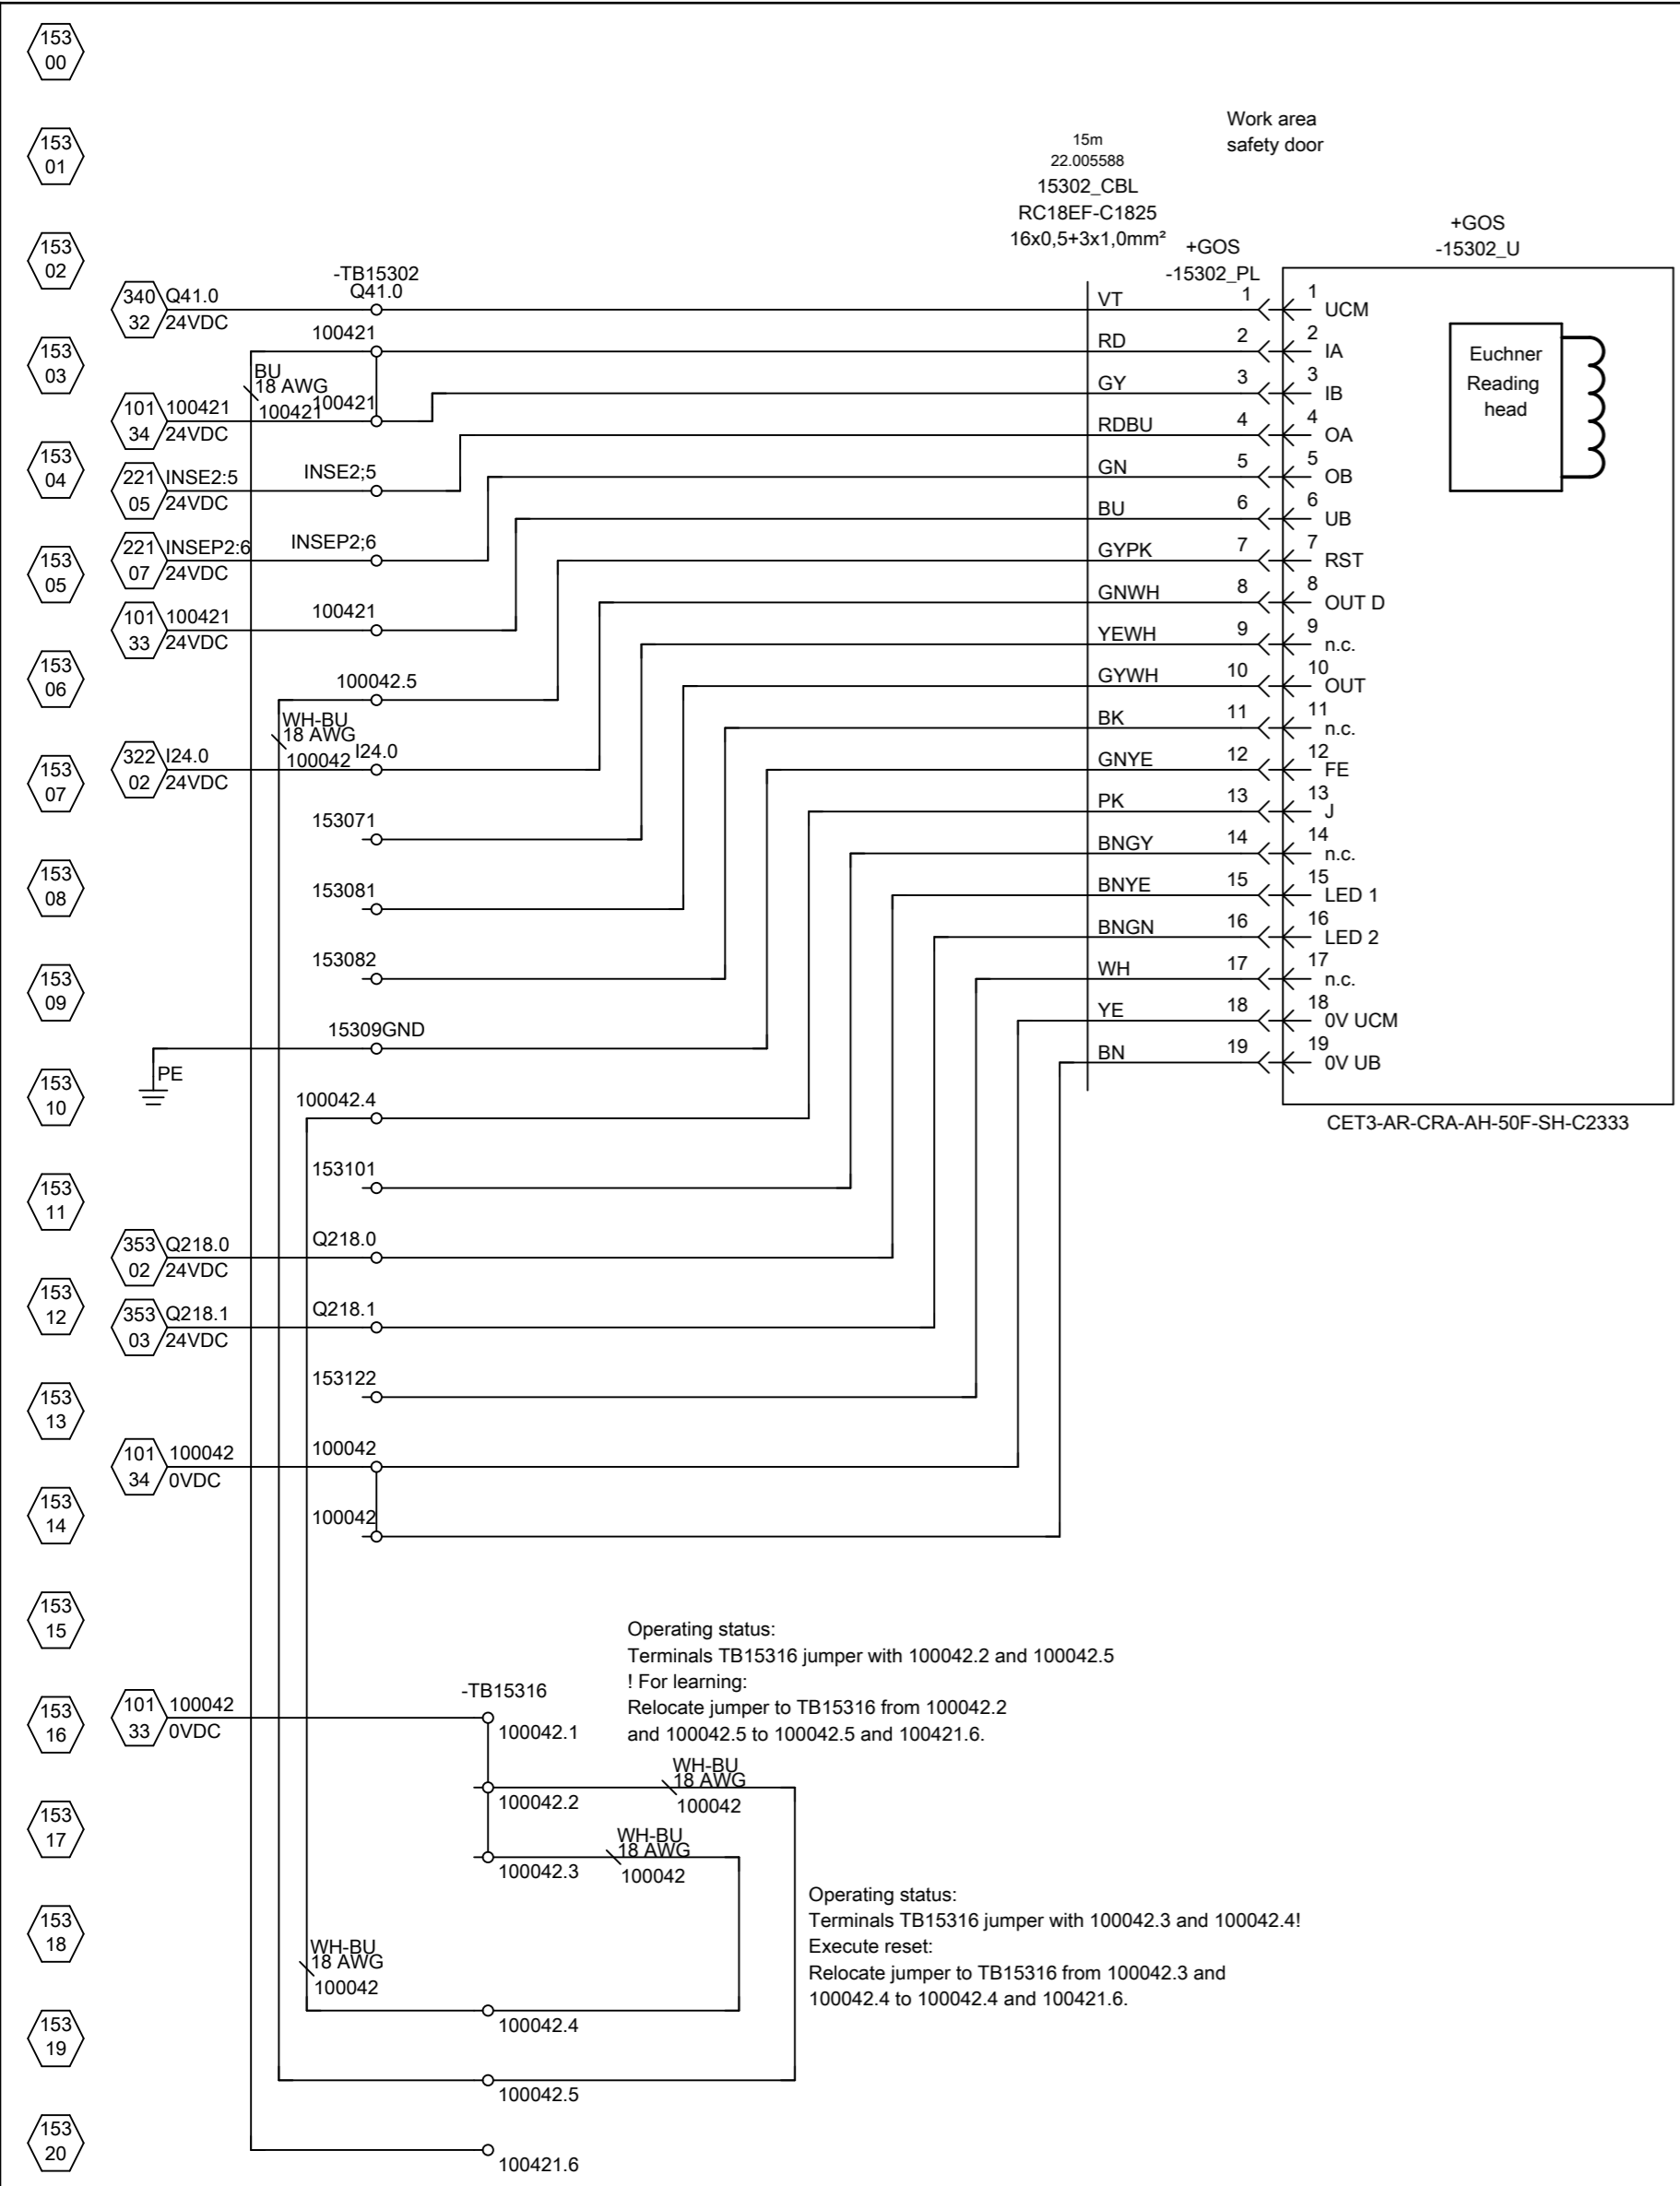 153
00
153
01
Work area
safety door
15m
22.005588
15302_CBL
RC18EF-C1825
16x0,5+3x1,0mm²
+GOS
-15302_PL
+GOS
-15302_U
153
02
-TB15302
340
32
Q41.0
24VDC
Q41.0
VT
1
1
UCM
100421
RD
2
2
IA
Euchner
Reading
head
153
03
BU
18 AWG
100421
101
34
100421
24VDC
100421
GY
3
3
IB
RDBU
4
4
OA
153
04
221
05
INSE2:5
24VDC
INSE2;5
GN
5
5
OB
BU
6
6
UB
153
05
221
07
INSEP2:6
24VDC
INSEP2;6
GYPK
7
7
RST
GNWH
8
8
OUT D
101
33
100421
24VDC
100421
YEWH
9
9
n.c.
153
06
100042.5
GYWH
10
10
OUT
WH-BU
18 AWG
100042
BK
11
11
n.c.
153
07
322
02
I24.0
24VDC
I24.0
GNYE
12
12
FE
PK
13
13
J
153071
BNGY
14
14
n.c.
153
08
153081
BNYE
15
15
LED 1
BNGN
16
16
LED 2
153
09
153082
WH
17
17
n.c.
15309GND
YE
18
18
0V UCM
PE
BN
19
19
0V UB
153
10
100042.4
CET3-AR-CRA-AH-50F-SH-C2333
153101
153
11
353
02
Q218.0
24VDC
Q218.0
153
12
353
03
Q218.1
24VDC
Q218.1
153122
153
13
101
34
100042
0VDC
100042
153
14
100042
153
15
Operating status:
Terminals TB15316 jumper with 100042.2 and 100042.5
! For learning:
Relocate jumper to TB15316 from 100042.2
and 100042.5 to 100042.5 and 100421.6.
153
16
101
33
100042
0VDC
-TB15316
100042.1
WH-BU
18 AWG
100042
100042.2
153
17
WH-BU
18 AWG
100042
100042.3
Operating status:
Terminals TB15316 jumper with 100042.3 and 100042.4!
Execute reset:
Relocate jumper to TB15316 from 100042.3 and
100042.4 to 100042.4 and 100421.6.
153
18
WH-BU
18 AWG
100042
100042.4
153
19
100042.5
153
20
100421.6